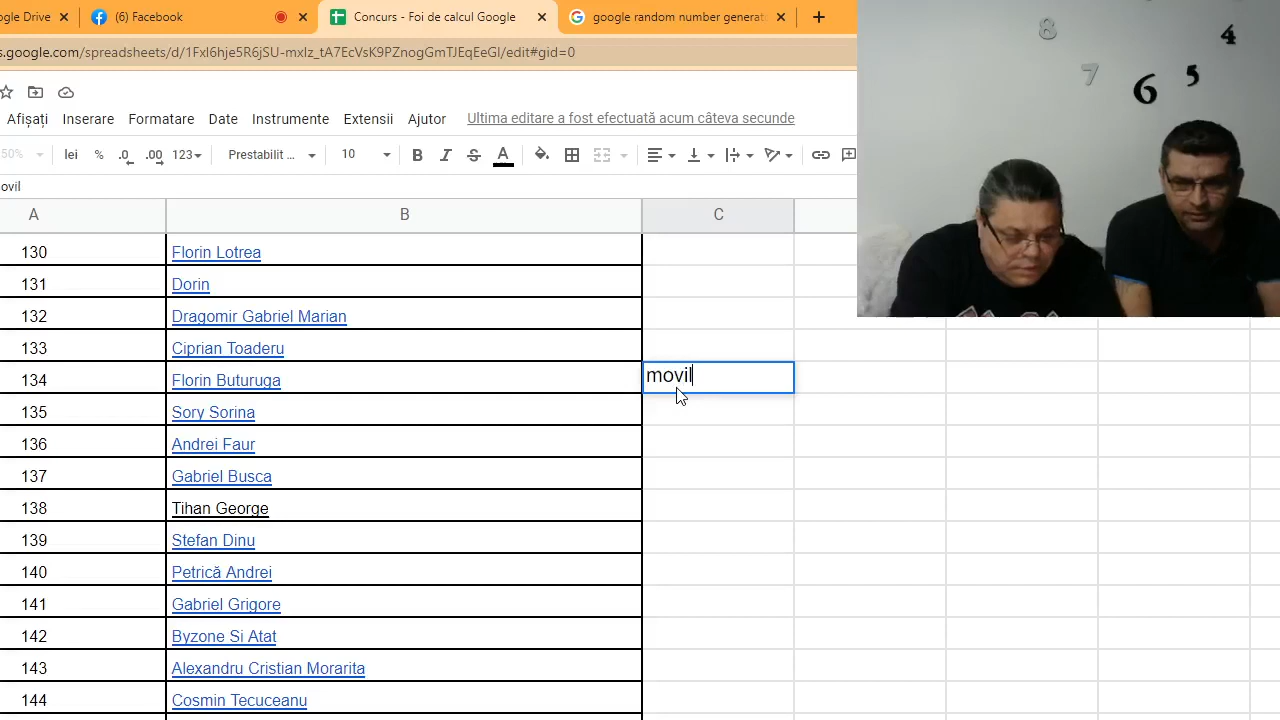 gle Drive
(6) Facebook
Concurs - Foi de calcul Google
google random number generat
s.google.com/spreadsheets/d/1Fxl6hje5R6jSU-mxlz_tA7EcVsK9PZnogGmTJEqEeGI/edit#gid=0
Afișați Inserare Formatare Date Instrumente Extensii Ajutor Ultima editare a fost efectuată acum câteva secunde
50% lei % .0 .00 123 Prestabilit ... 10 B I S A
ovil
A B C
130 Florin Lotrea
131 Dorin
132 Dragomir Gabriel Marian
133 Ciprian Toaderu
134 Florin Buturuga movil
135 Sory Sorina
136 Andrei Faur
137 Gabriel Busca
138 Tihan George
139 Stefan Dinu
140 Petrică Andrei
141 Gabriel Grigore
142 Byzone Si Atat
143 Alexandru Cristian Morarita
144 Cosmin Tecuceanu
8 4
7 6 5